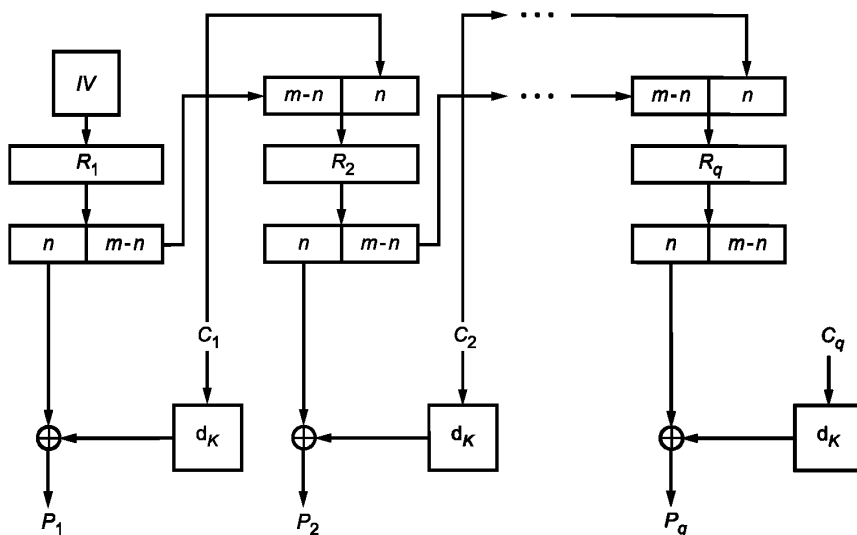 IV
m-n n
m-n n
R1
R2
Rq
n m-n
n m-n
n m-n
C1
C2
Cq
dK
dK
dK
P1
P2
Pq